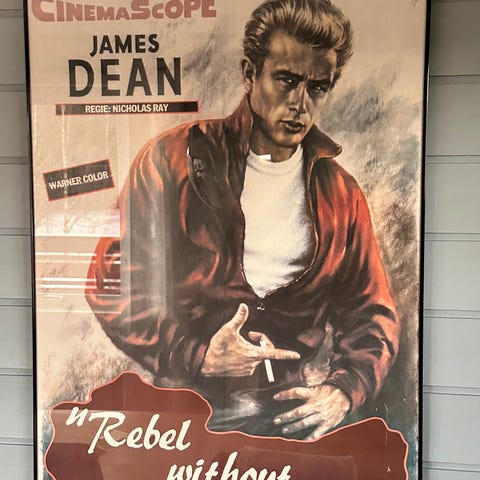 CINEMASCOPE
JAMES
DEAN
REGIE: NICHOLAS RAY
WARNER COLOR
"Rebel
without